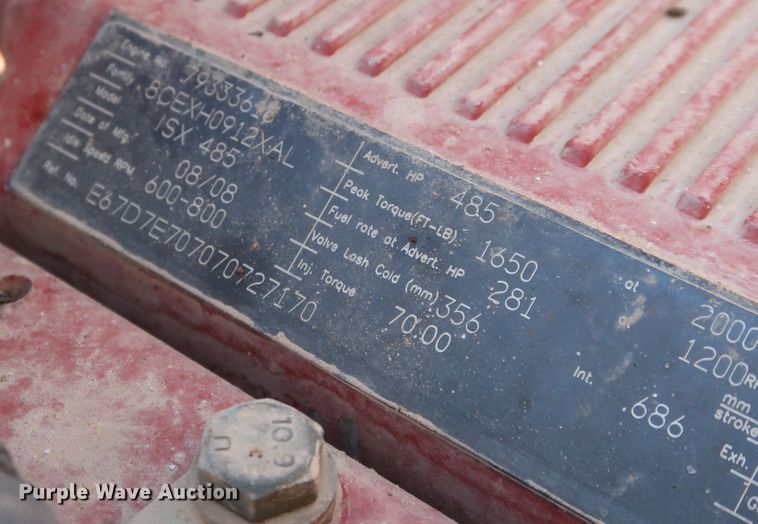 Engine No.
Family 8CEXH0912XAL
Model ISX 485
Date of Mfg. 08/08
Idle Speed RPM. 600-800
Ref. No. E67D7E707070727170
Advert. HP 485 at 2000
Peak Torque(FT-LB) 1650 1200
Fuel rate at Advert. HP 281 mm
stroke
Valve Lash Cold (mm) .356 Int. .686 Exh.
Inj. Torque 70.00
10.9
U
Purple Wave Auction